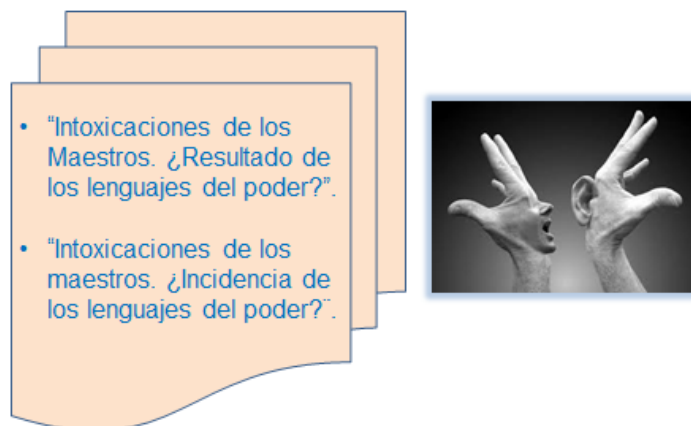 • “Intoxicaciones de los
Maestros. ¿Resultado de
los lenguajes del poder?”.
• “Intoxicaciones de los
maestros. ¿Incidencia de
los lenguajes del poder?¨.